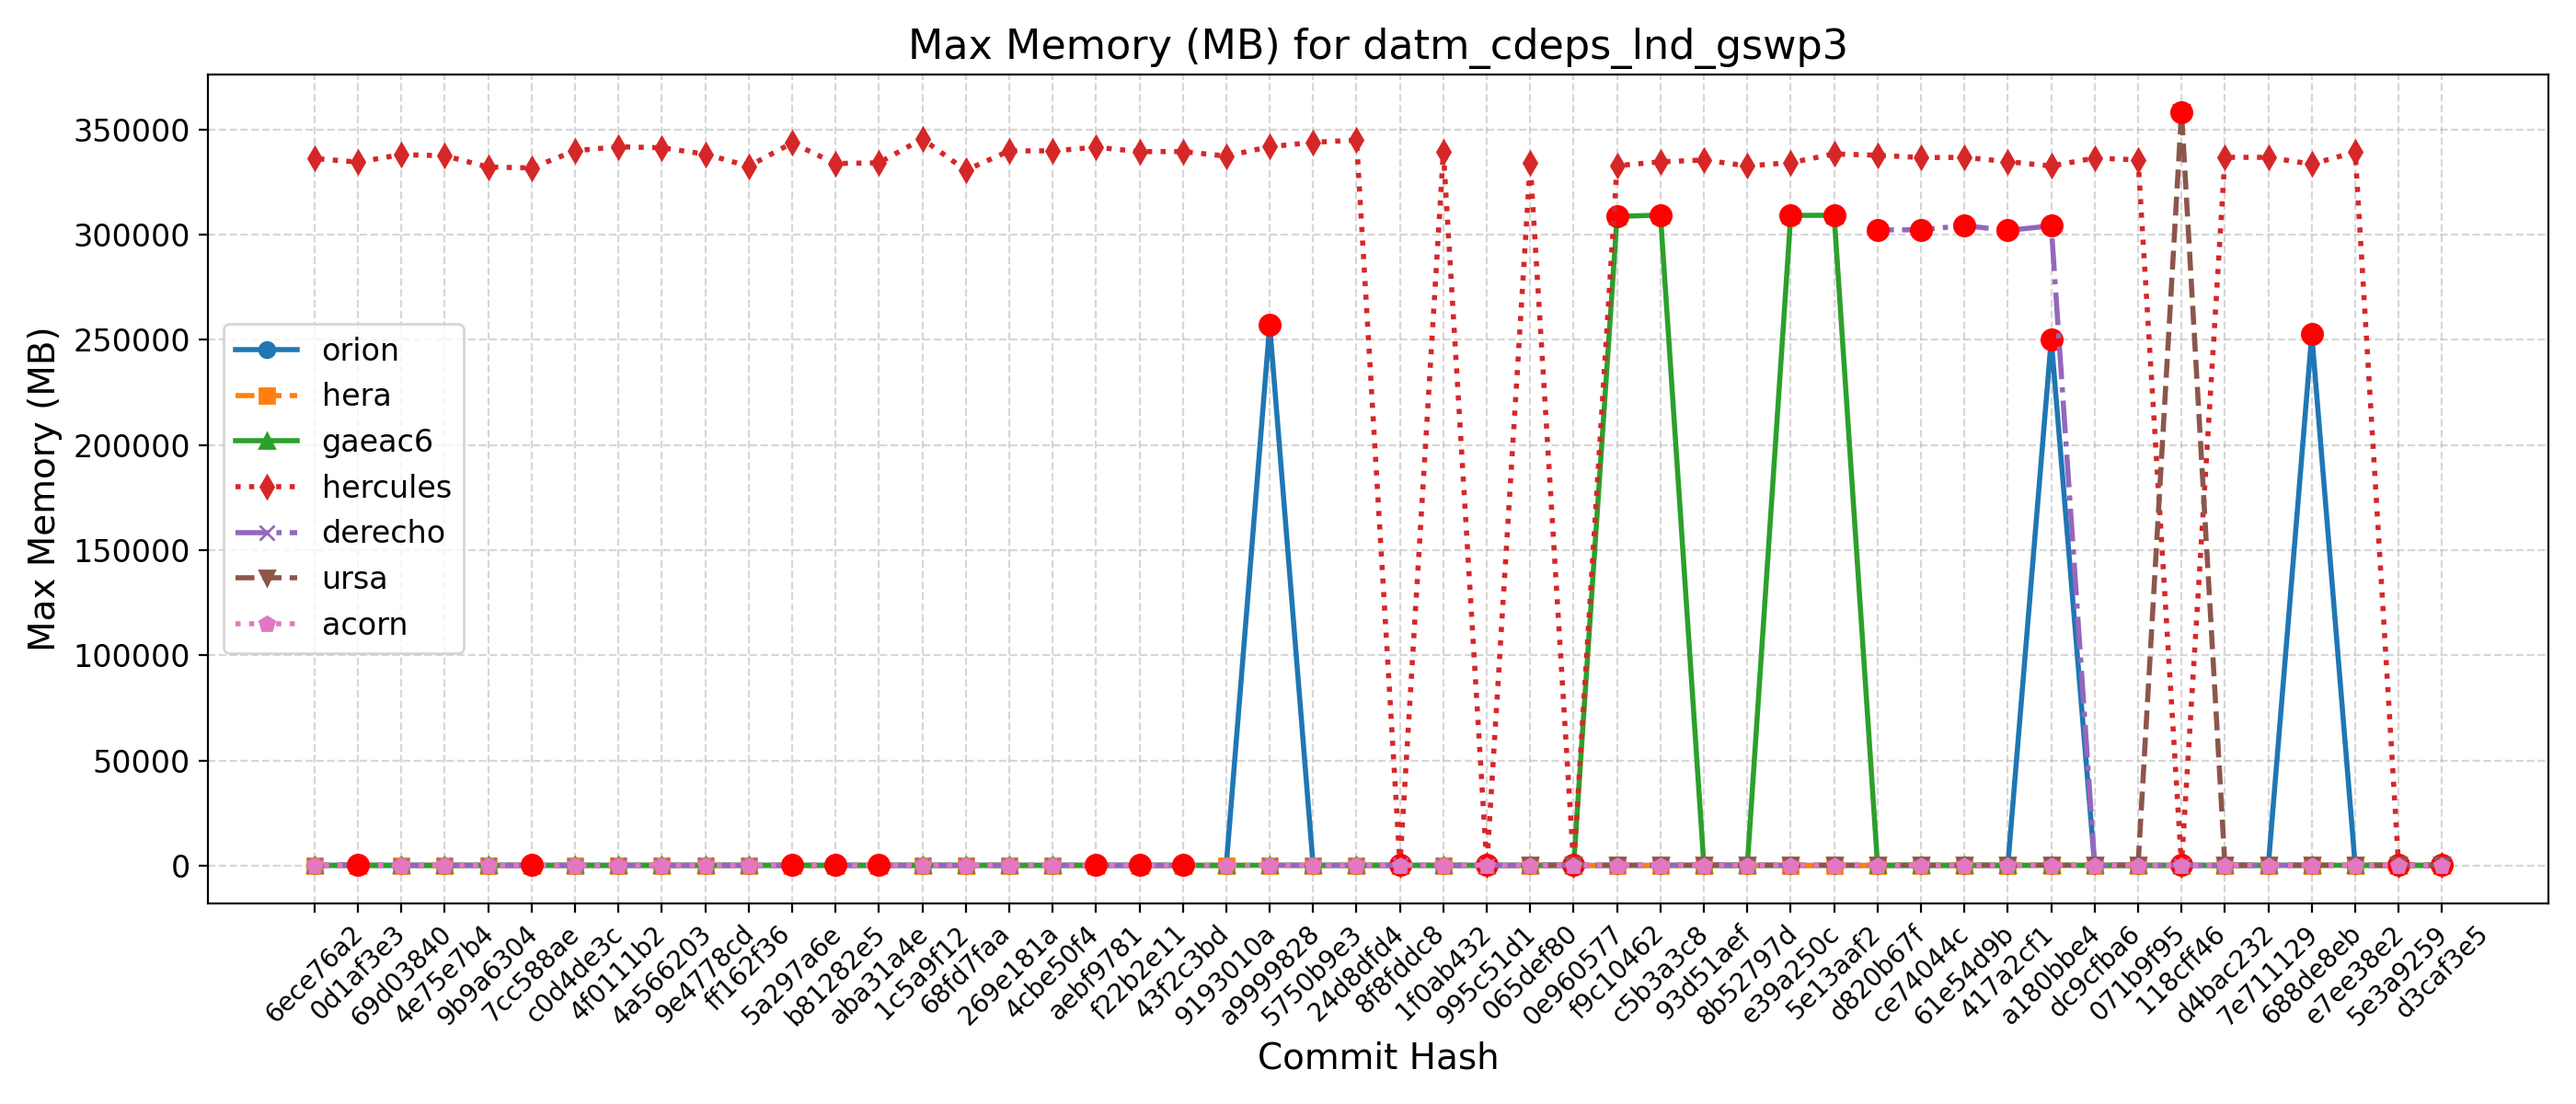 Max Memory (MB) for datm_cdeps_lnd_gswp3
Max Memory (MB)
350000
300000
250000
200000
150000
100000
50000
0
orion
hera
gaeac6
hercules
derecho
ursa
acorn
6ece76a2
0d1af3e3
69d03840
4e75e7b4
9b9a6304
7cc588ae
c0d4de3c
4f0111b2
4a566203
9e4778cd
ff162f36
5a297a6e
b81282e5
aba31a4e
1c5a9f12
68fd7faa
269e181a
4cbe50f4
aebf9781
f22b2e11
43f2c3bd
9193010a
a9999828
5750b9e3
24d8dfd4
8f8fddc8
1f0ab432
995c51d1
065def80
0e960577
f9c10462
c5b3a3c8
93d51aef
8b52797d
e39a250c
5e13aaf2
d820b67f
ce74044c
61e54d9b
417a2cf1
a180bbe4
dc9cfba6
071b9f95
118cff46
d4bac232
7e711129
688de8eb
e7ee38e2
5e3a9259
d3caf3e5
Commit Hash